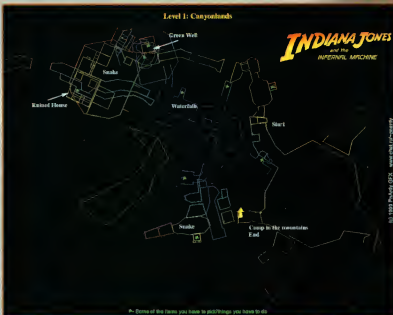 Level 1: Canyonlands
Green Well
INDIANA JONES
and the
INFERNAL MACHINE
Snake
Ruined House
Waterfalls
Start
Snake
Camp in the mountains
End
#- Some of the items you have to pick/things you have to do